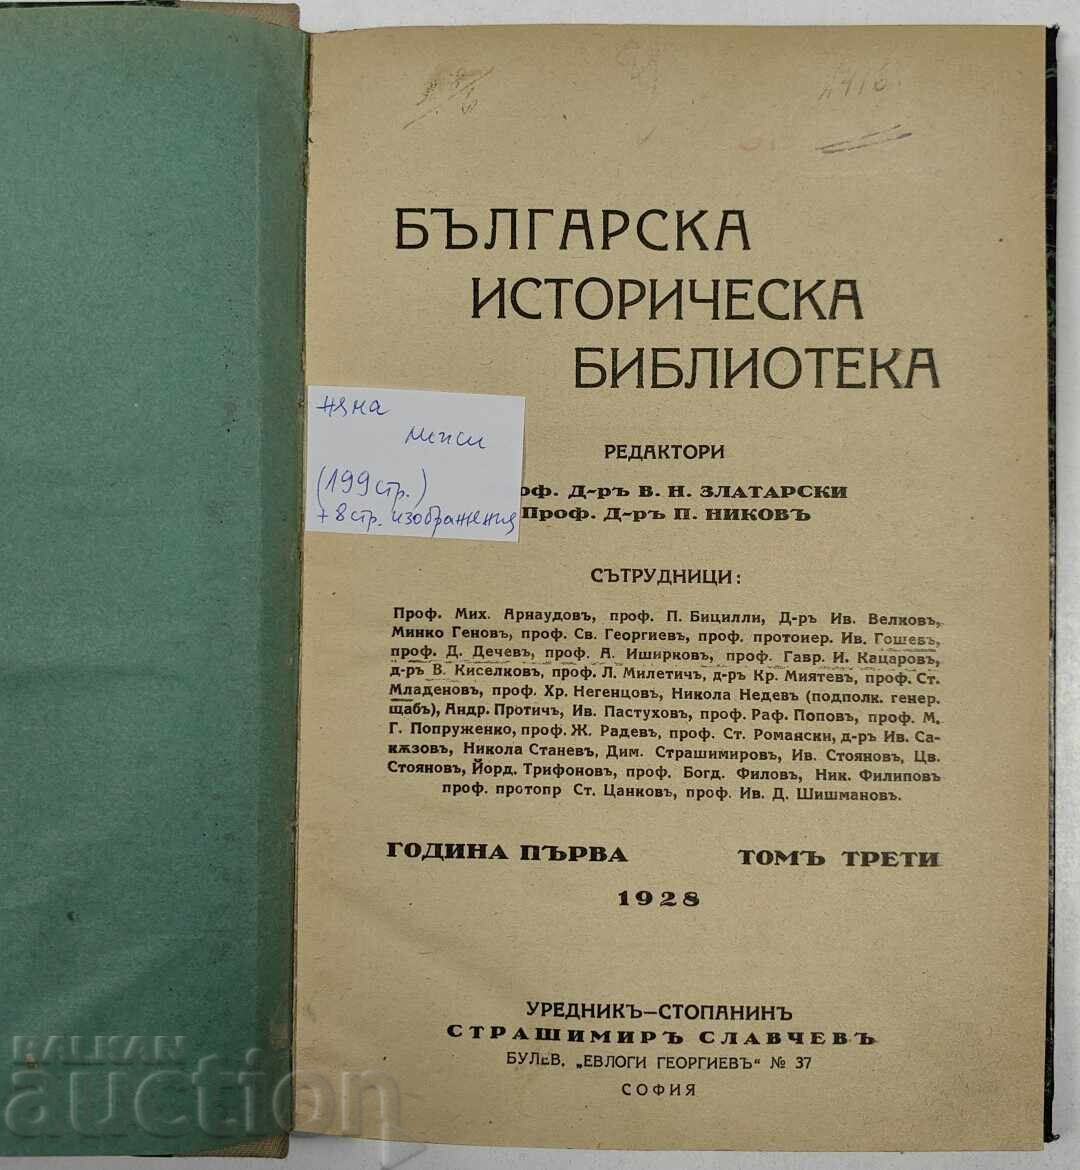 БЪЛГАРСКА
ИСТОРИЧЕСКА
БИБЛИОТЕКА
няма
липси
(199 стр.)
+ 8 стр. изображения
РЕДАКТОРИ
оф. Д-ръ В. Н. ЗЛАТАРСКИ
Проф. Д-ръ П. НИКОВЪ
СЪТРУДНИЦИ:
Проф. Мих. Арнаудовъ, проф. П. Бицилли, Д-ръ Ив. Велковъ,
Минко Геновъ, проф. Св. Георгиевъ, проф. протоиер. Ив. Гошевъ,
проф. Д. Дечевъ, проф. А. Иширковъ, проф. Гавр. И. Кацаровъ,
д-ръ В. Киселковъ, проф. Л. Милетичъ, д-ръ Кр. Миятевъ, проф. Ст.
Младеновъ, проф. Хр. Негенцовъ, Никола Недевъ (подполк. генер.
щабъ), Андр. Протичъ, Ив. Пастуховъ, проф. Раф. Поповъ, проф. М.
Г. Попруженко, проф. Ж. Радевъ, проф. Ст. Романски, д-ръ Ив. Са-
кѫзовъ, Никола Станевъ, Дим. Страшимировъ, Ив. Стояновъ, Цв.
Стояновъ, Йорд. Трифоновъ, проф. Богд. Филовъ, Ник. Филиповъ
проф. протопр Ст. Цанковъ, проф. Ив. Д. Шишмановъ.
ГОДИНА ПЪРВА ТОМЪ ТРЕТИ
1928
УРЕДНИКЪ–СТОПАНИНЪ
СТРАШИМИРЪ СЛАВЧЕВЪ
БУЛЕВ. „ЕВЛОГИ ГЕОРГИЕВЪ" № 37
СОФИЯ
BALKAN
auction